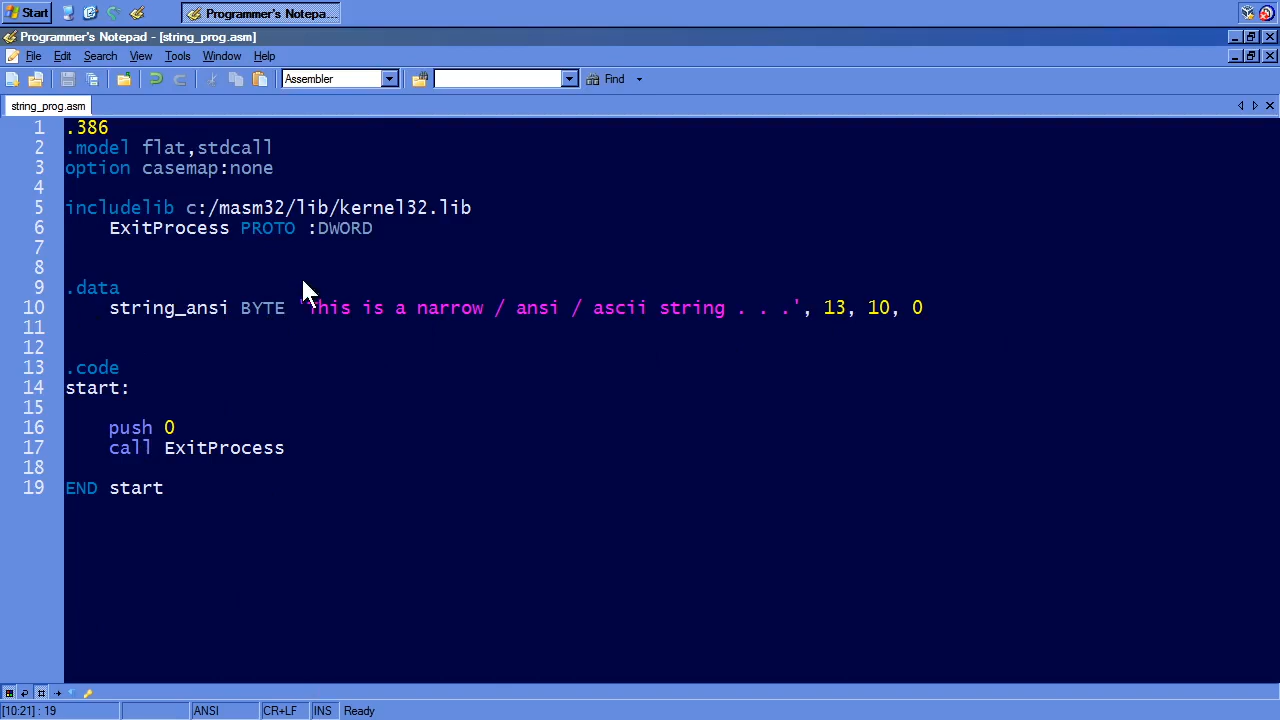 Start Programmer's Notepa...
Programmer's Notepad - [string_prog.asm]
File Edit Search View Tools Window Help
Assembler Find
string_prog.asm
1 .386
2 .model flat,stdcall
3 option casemap:none
4
5 includelib c:/masm32/lib/kernel32.lib
6 ExitProcess PROTO :DWORD
7
8
9 .data
10 string_ansi BYTE 'This is a narrow / ansi / ascii string . . .', 13, 10, 0
11
12
13 .code
14 start:
15
16 push 0
17 call ExitProcess
18
19 END start
[10:21] : 19 ANSI CR+LF INS Ready